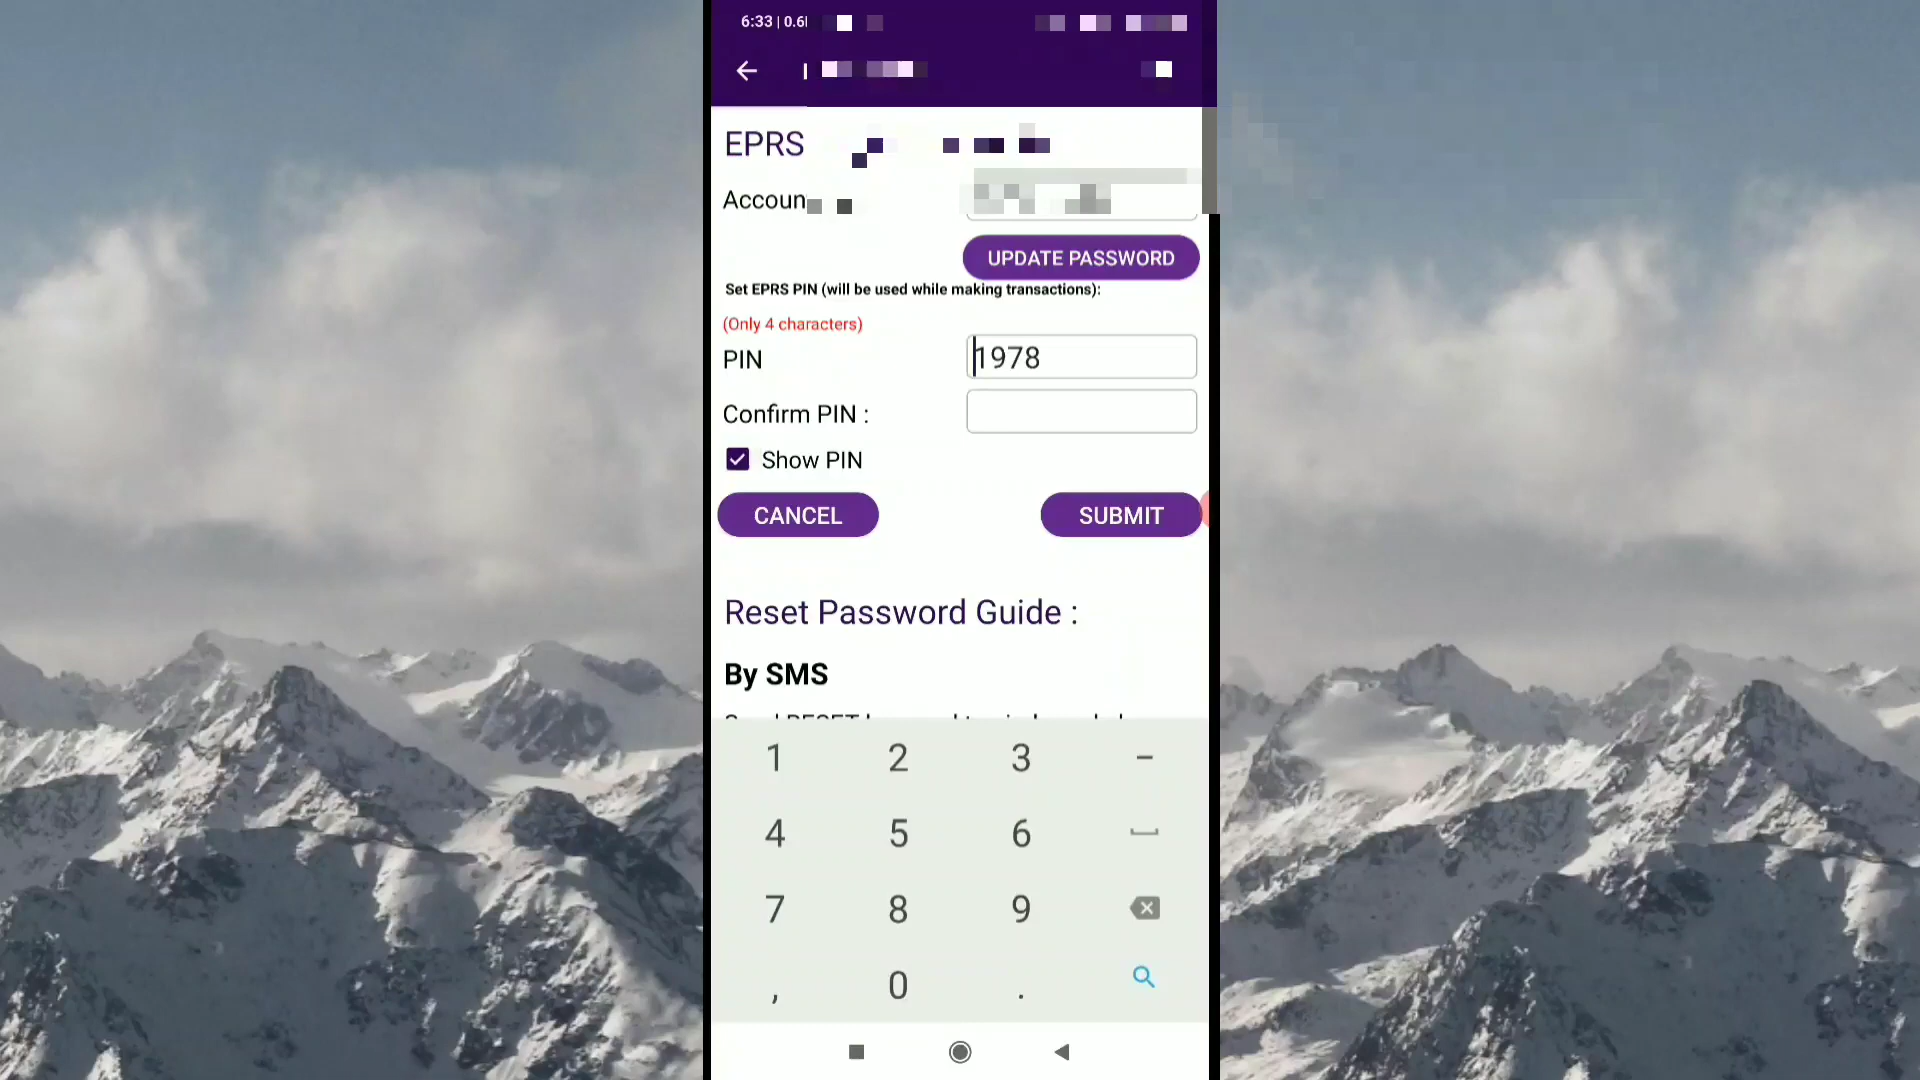 6:33 | 0.6
EPRS
Accoun
UPDATE PASSWORD
Set EPRS PIN (will be used while making transactions):
(Only 4 characters)
PIN
1978
Confirm PIN :
Show PIN
CANCEL
SUBMIT
Reset Password Guide :
By SMS
1 2 3 –
4 5 6
7 8 9
, 0 .